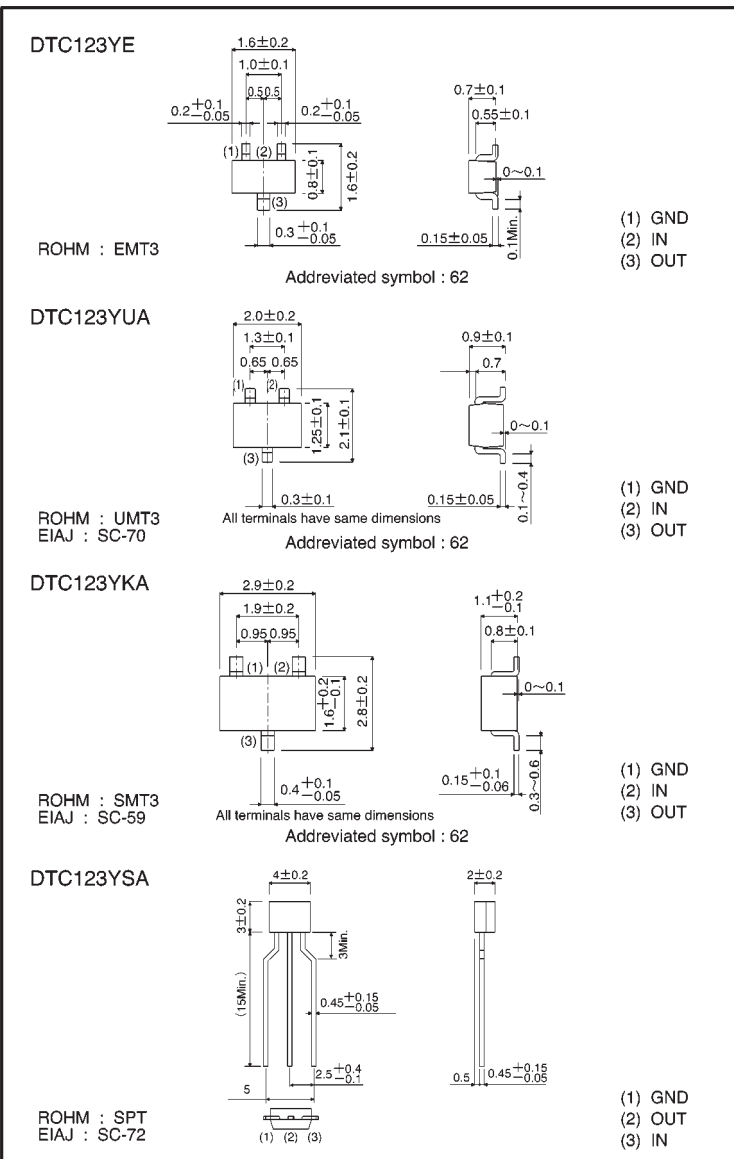 DTC123YE
1.6±0.2
1.0±0.1
0.5 0.5
0.2+0.1 −0.05
0.2+0.1 −0.05
(1) (2)
(3)
0.8±0.1
1.6±0.2
0.3 +0.1 −0.05
0.7±0.1
0.55±0.1
0~0.1
0.15±0.05
0.1Min.
ROHM : EMT3
Addreviated symbol : 62
(1) GND
(2) IN
(3) OUT
DTC123YUA
2.0±0.2
1.3±0.1
0.65 0.65
(1) (2)
(3)
1.25±0.1
2.1±0.1
0.3±0.1
0.9±0.1
0.7
0~0.1
0.15±0.05
0.1~0.4
All terminals have same dimensions
ROHM : UMT3
EIAJ : SC-70
Addreviated symbol : 62
(1) GND
(2) IN
(3) OUT
DTC123YKA
2.9±0.2
1.9±0.2
0.95 0.95
(1) (2)
(3)
1.6+0.2 −0.1
2.8±0.2
0.4+0.1 −0.05
1.1+0.2 −0.1
0.8±0.1
0~0.1
0.15+0.1 −0.06
0.3~0.6
All terminals have same dimensions
ROHM : SMT3
EIAJ : SC-59
Addreviated symbol : 62
(1) GND
(2) IN
(3) OUT
DTC123YSA
4±0.2
3±0.2
(15Min.)
3Min.
0.45+0.15 −0.05
2.5+0.4 −0.1
5
(1) (2) (3)
2±0.2
0.5
0.45+0.15 −0.05
ROHM : SPT
EIAJ : SC-72
(1) GND
(2) OUT
(3) IN